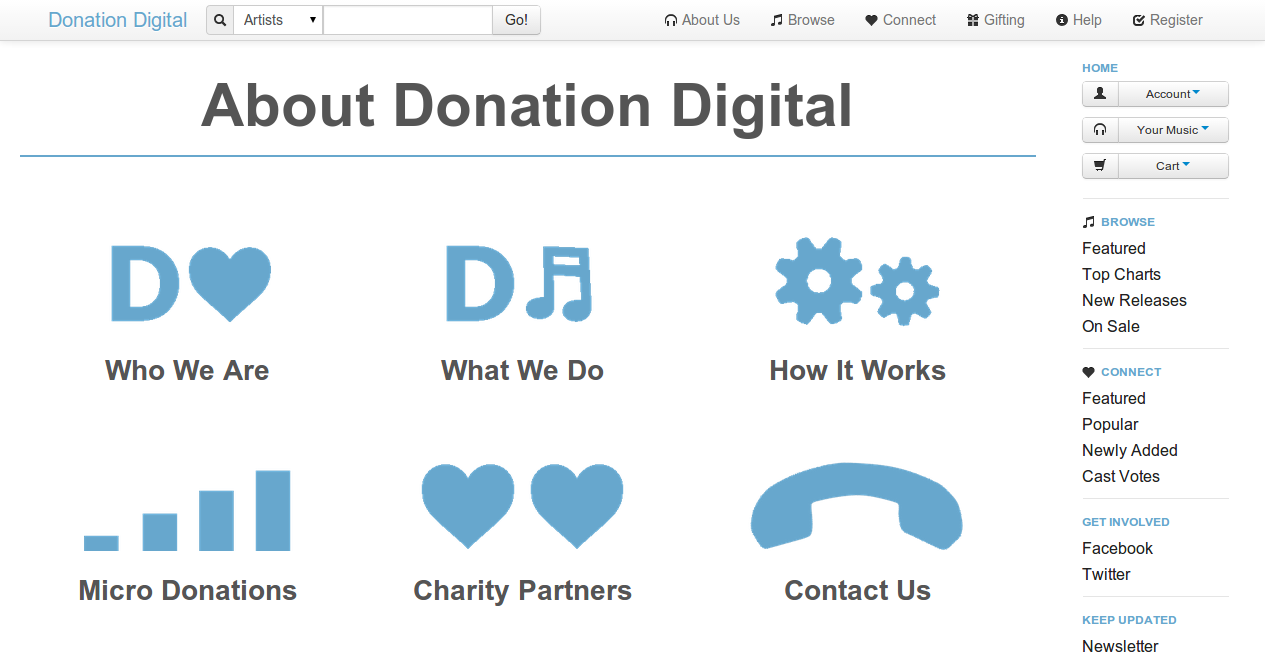 Donation Digital
Artists
Go!
About Us
Browse
Connect
Gifting
Help
Register
About Donation Digital
D
D
Who We Are
What We Do
How It Works
Micro Donations
Charity Partners
Contact Us
HOME
Account
Your Music
Cart
BROWSE
Featured
Top Charts
New Releases
On Sale
CONNECT
Featured
Popular
Newly Added
Cast Votes
GET INVOLVED
Facebook
Twitter
KEEP UPDATED
Newsletter